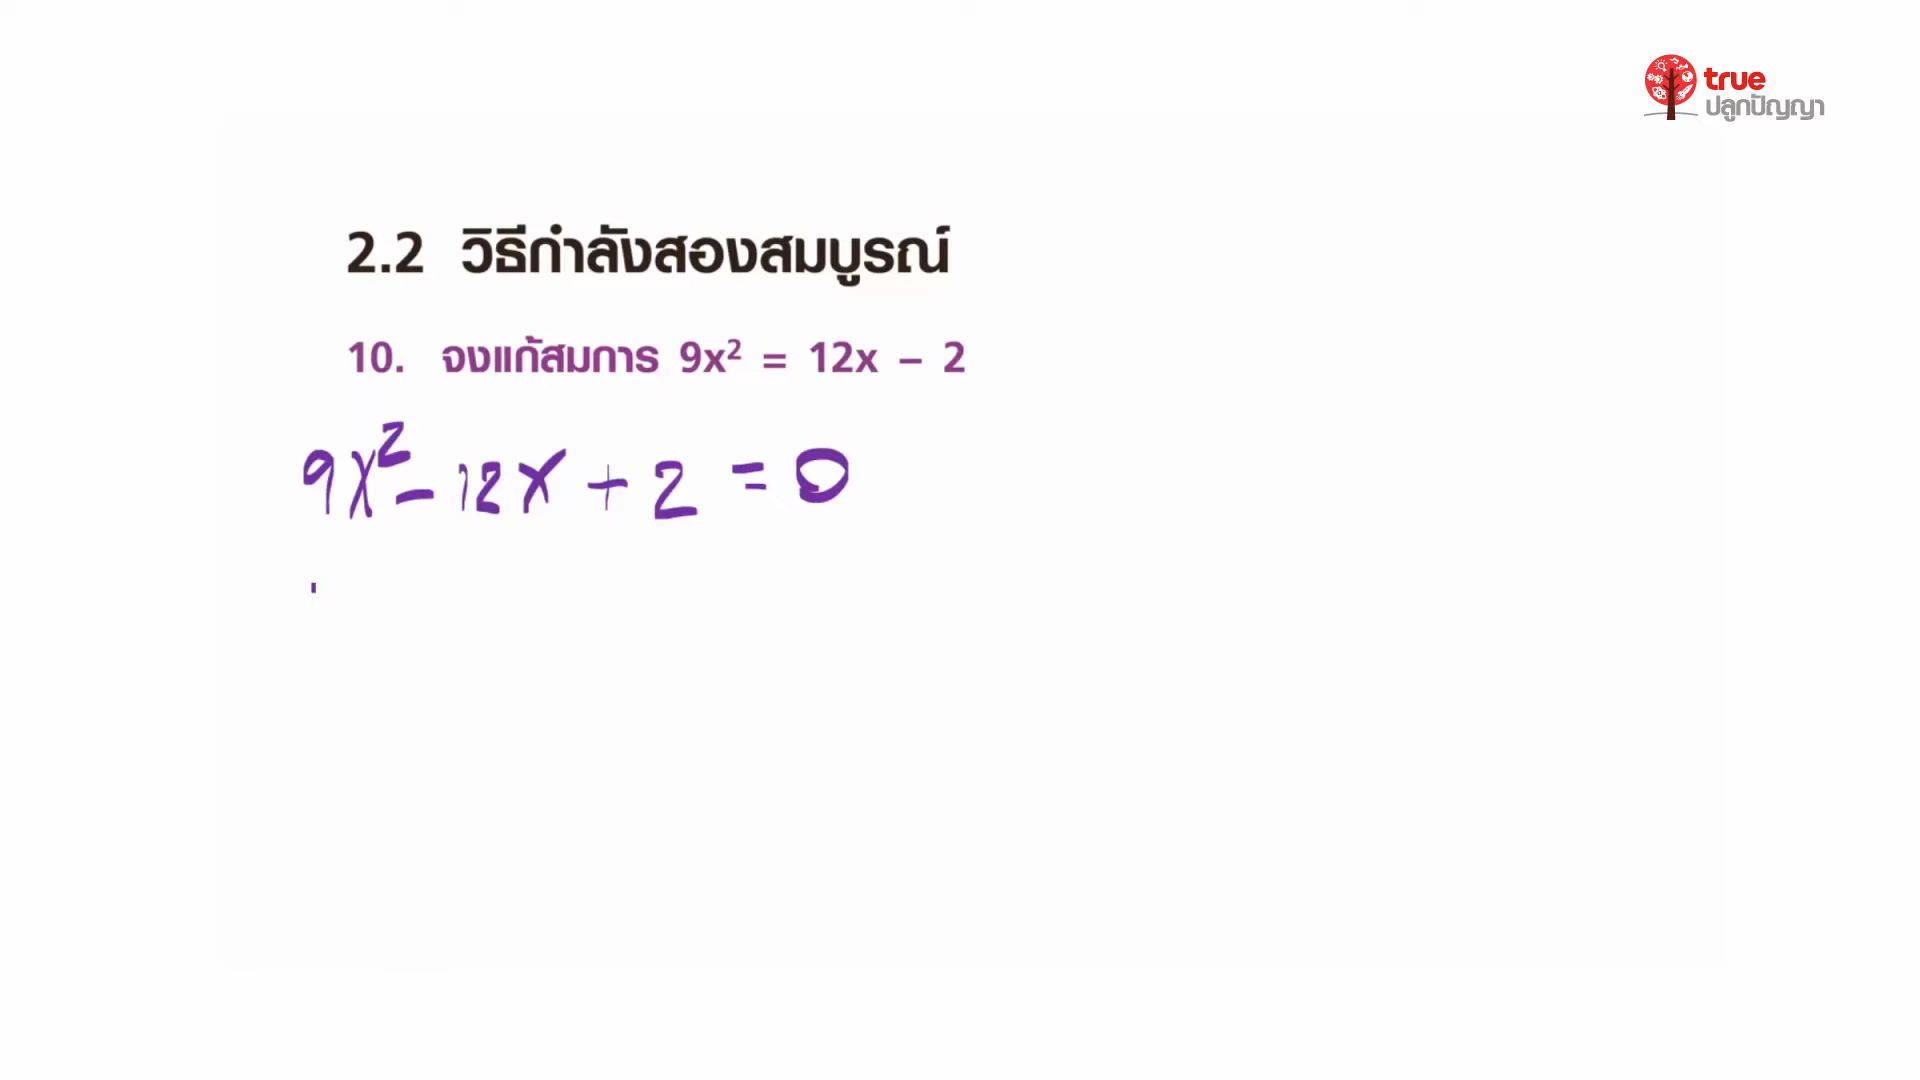 true
ปลูกปัญญา
2.2 วิธีกำลังสองสมบูรณ์
10. จงแก้สมการ 9x² = 12x – 2
9x² - 12x + 2 = 0